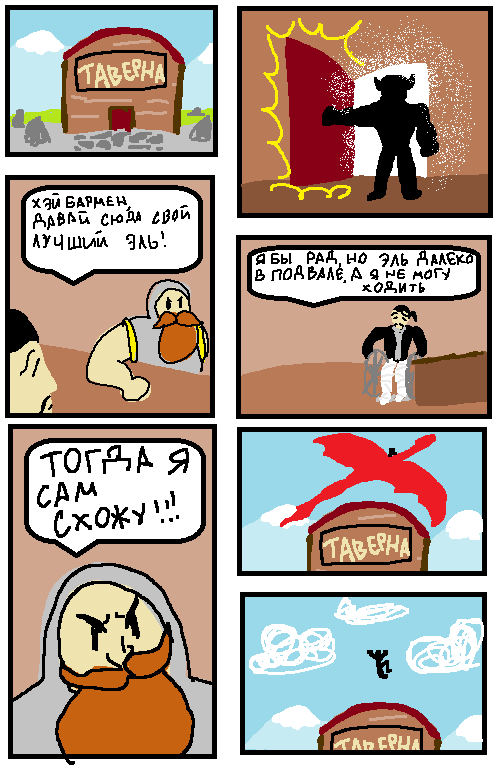 ТАВЕРНА
ХЭЙ БАРМЕН,
ДАВАЙ СЮДА СВОЙ
ЛУЧШИЙ ЭЛЬ!
Я БЫ РАД, НО ЭЛЬ ДАЛЕКО
В ПОДВАЛЕ, А Я НЕ МОГУ
ХОДИТЬ
ТОГДА Я
САМ
СХОЖУ!!!
ТАВЕРНА
ТАВЕРНА